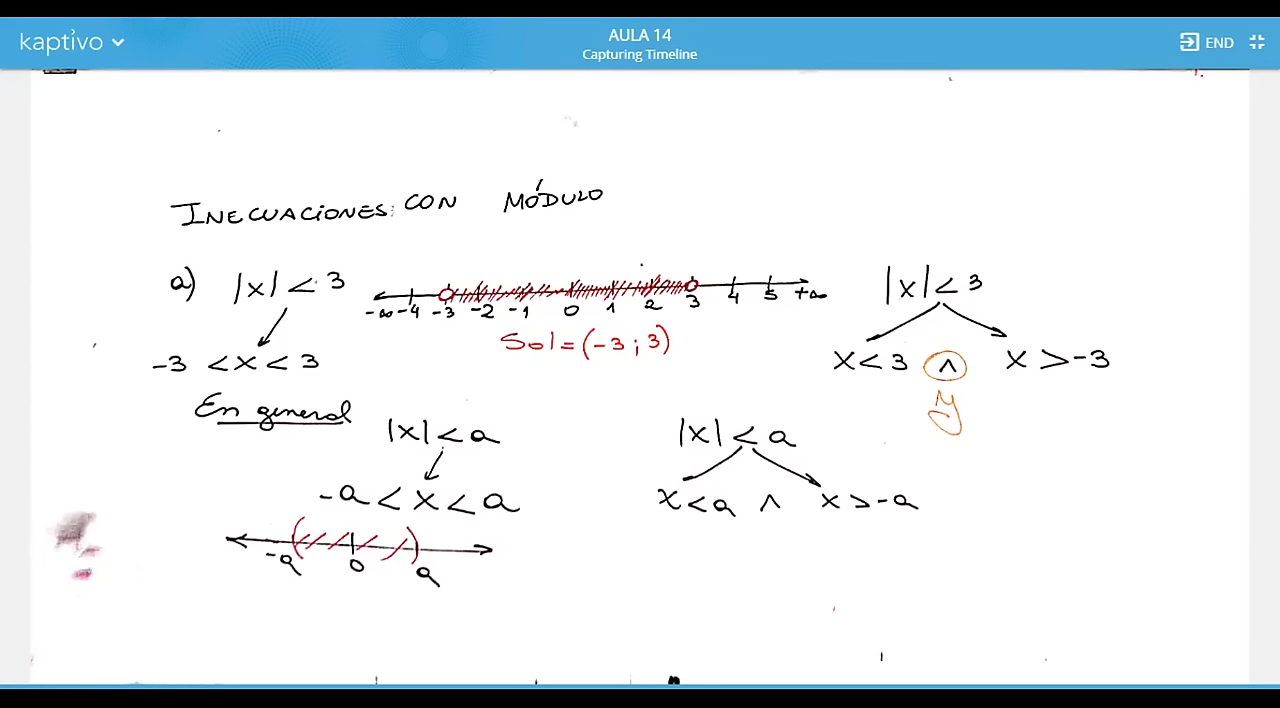 kaptivo
AULA 14
Capturing Timeline
END
INECUACIONES CON MÓDULO
a) |x| < 3
-∞ -4 -3 -2 -1 0 1 2 3 4 5 +∞
|x| < 3
Sol = (-3 ; 3)
-3 < x < 3
x < 3 ∧ x > -3
y
En general
|x| < a
|x| < a
-a < x < a
x < a ∧ x > -a
-a 0 a